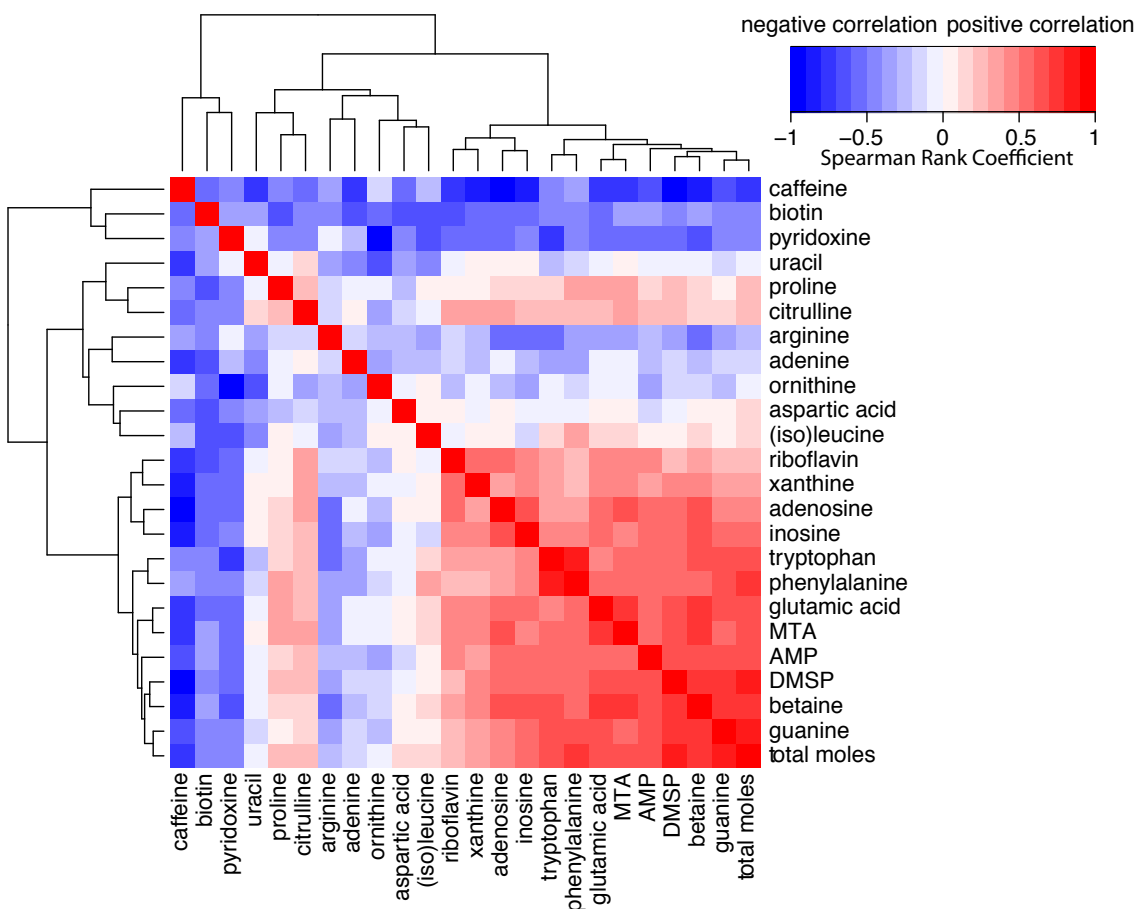 negative correlation positive correlation
−1 −0.5 0 0.5 1
Spearman Rank Coefficient
caffeine
biotin
pyridoxine
uracil
proline
citrulline
arginine
adenine
ornithine
aspartic acid
(iso)leucine
riboflavin
xanthine
adenosine
inosine
tryptophan
phenylalanine
glutamic acid
MTA
AMP
DMSP
betaine
guanine
total moles
caffeine
biotin
pyridoxine
uracil
proline
citrulline
arginine
adenine
ornithine
aspartic acid
(iso)leucine
riboflavin
xanthine
adenosine
inosine
tryptophan
phenylalanine
glutamic acid
MTA
AMP
DMSP
betaine
guanine
total moles